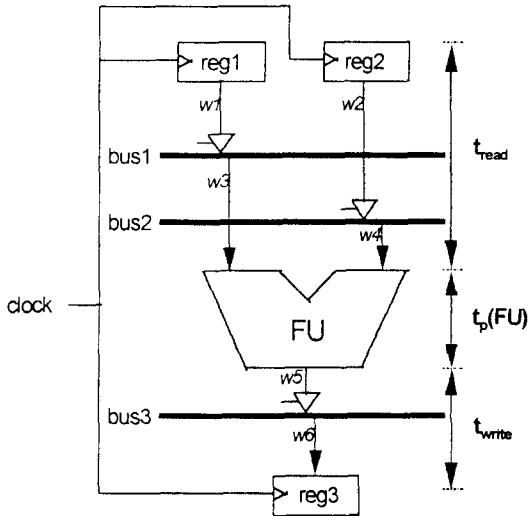 reg1
reg2
w1
w2
bus1
t_read
w3
bus2
w4
clock
FU
t_p(FU)
w5
bus3
w6
t_write
reg3